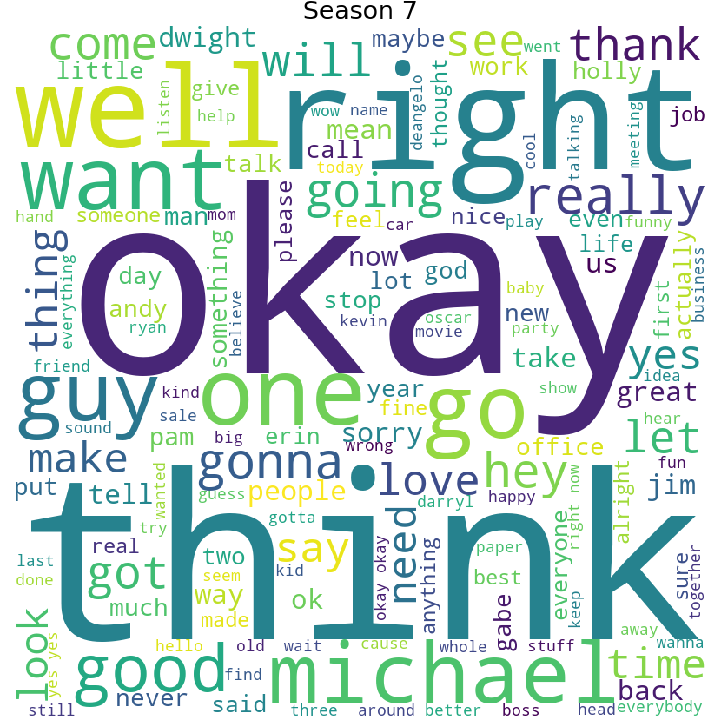 Season 7
come
dwight
will
maybe
see
went
thank
little
give
work
holly
well
listen
help
right
wow
name
deangelo
thought
mean
cool
talking
meeting
job
call
want
talk
today
going
really
hand
someone
man
mom
please
feel
car
nice
play
even
funny
thing
everything
day
something
believe
now
lot
god
life
us
first
actually
business
okay
andy
ryan
stop
kevin
oscar
movie
baby
new
party
take
yes
friend
guy
kind
one
year
go
show
great
idea
sound
sale
fine
hear
pam
big
erin
sorry
wrong
office
let
make
gonna
love
hey
fun
jim
put
tell
wanted
guess
people
darryl
happy
right now
alright
try
gotta
think
last
real
two
say
okay okay
need
anything
paper
everyone
keep
sure
together
done
got
seem
kid
best
much
way
made
ok
gabe
look
yes yes
hello
old
wait
cause
whole
stuff
away
wanna
good
find
michael
time
never
said
back
still
three
around
better
boss
head
everybody